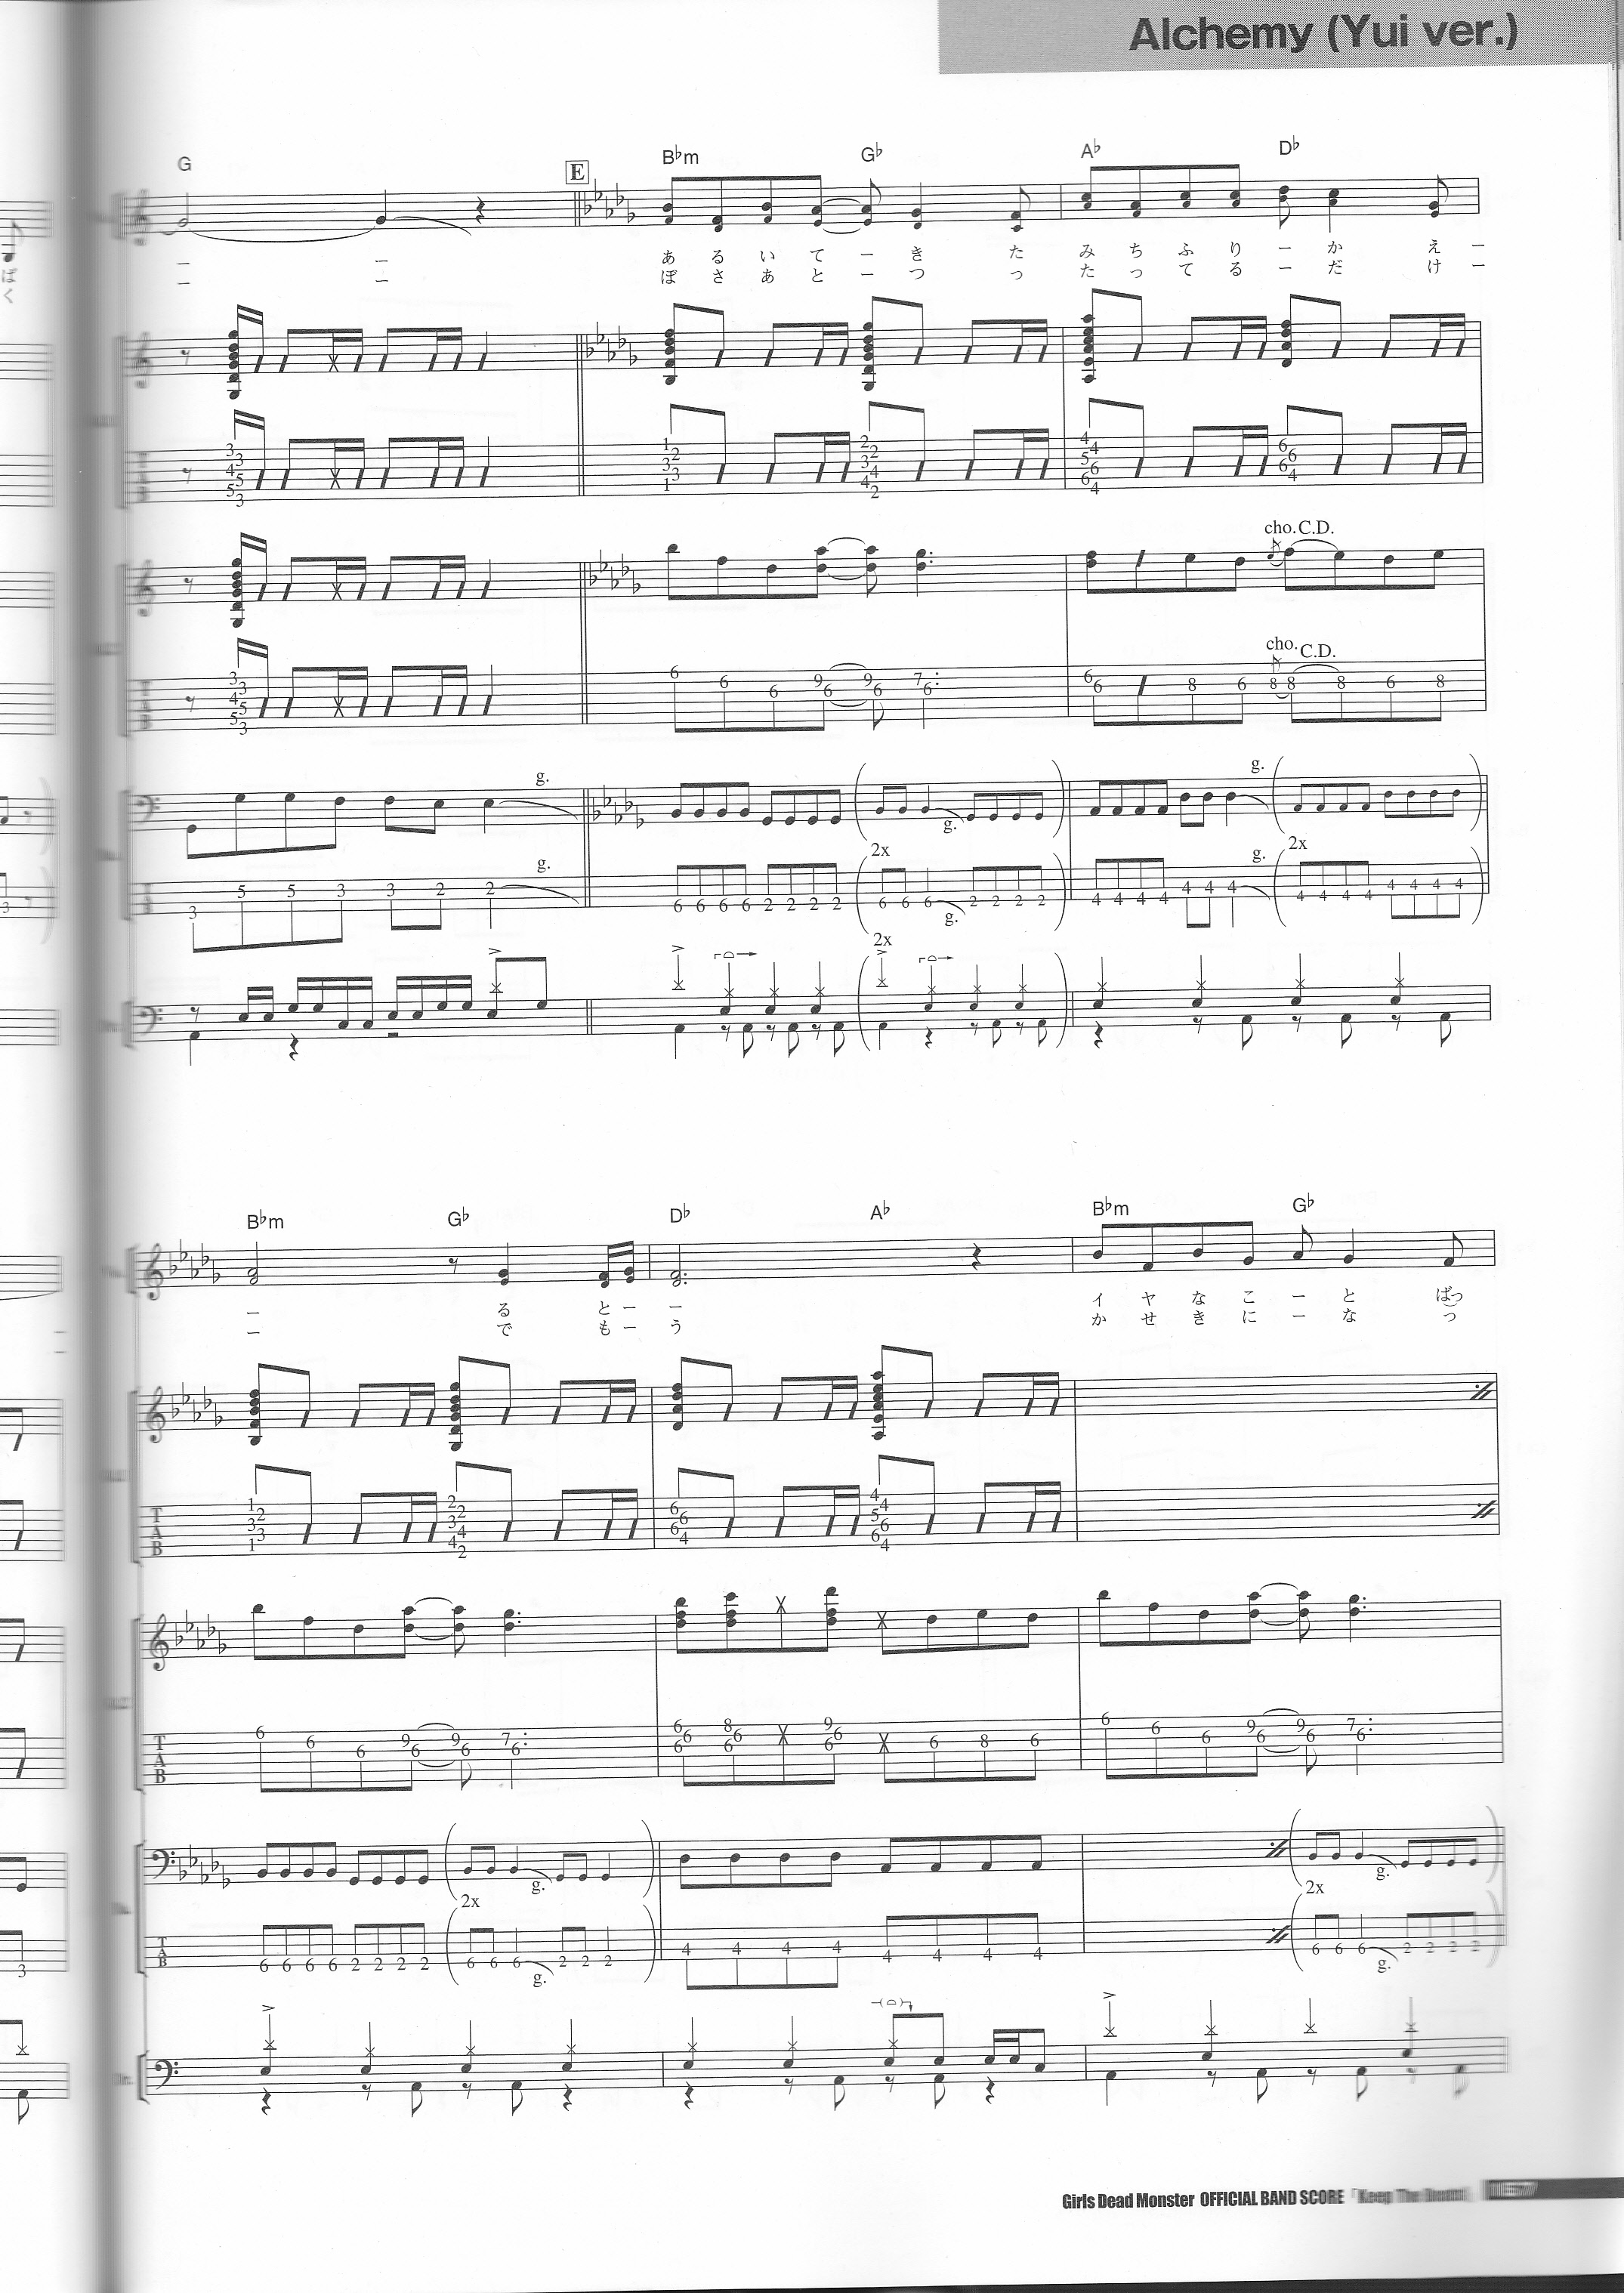 Alchemy (Yui ver.)
G
E
B♭m G♭ A♭ D♭
ー ー あ る い て ー き た み ち ふ り ー か え ー
ー ー ぽ さ あ と ー つ っ た っ て る ー だ け ー
3 3 4 5 5 3 1 2 3 3 1 2 2 3 4 4 2 4 4 5 6 6 4 6 6 6 6 4
cho. C.D.
cho. C.D.
3 3 4 5 5 3 6 6 6 9 6 9 6 7 6 6 6 8 6 8 8 8 6 8
g. g. g.
2x 2x
g. g.
3 5 5 3 3 2 2 6 6 6 6 2 2 2 2 6 6 6 2 2 2 2 4 4 4 4 4 4 4 4 4 4 4 4 4 4 4
g.
2x
B♭m G♭ D♭ A♭ B♭m G♭
ー る と ー ー イ ヤ な こ ー と ばっ
ー で も ー う か せ き に ー な っ
T A B 1 2 3 3 1 2 2 3 4 4 2 6 6 6 6 4 4 4 5 6 6 4
T A B 6 6 6 9 6 9 6 7 6 6 6 6 8 6 6 9 6 6 6 8 6 6 6 6 9 6 9 6 7 6
g. g.
2x 2x
T A B 6 6 6 6 2 2 2 2 6 6 6 2 2 2 4 4 4 4 4 4 4 4 6 6 6 2 2 2 2
g. g.
Girls Dead Monster OFFICIAL BAND SCORE
ば
く
3
3